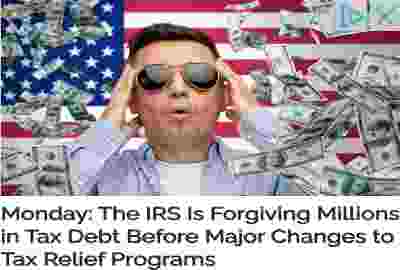 Monday: The IRS Is Forgiving Millions
in Tax Debt Before Major Changes to
Tax Relief Programs